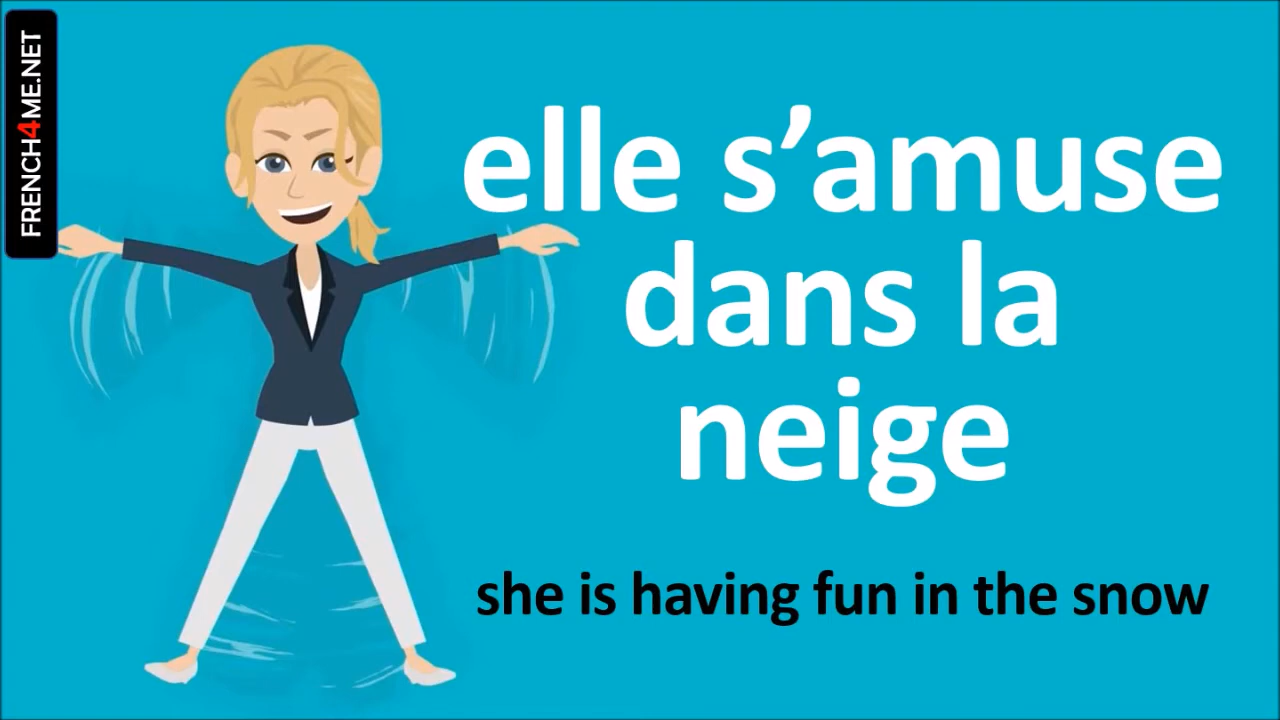 FRENCH4ME.NET
elle s’amuse
dans la
neige
she is having fun in the snow